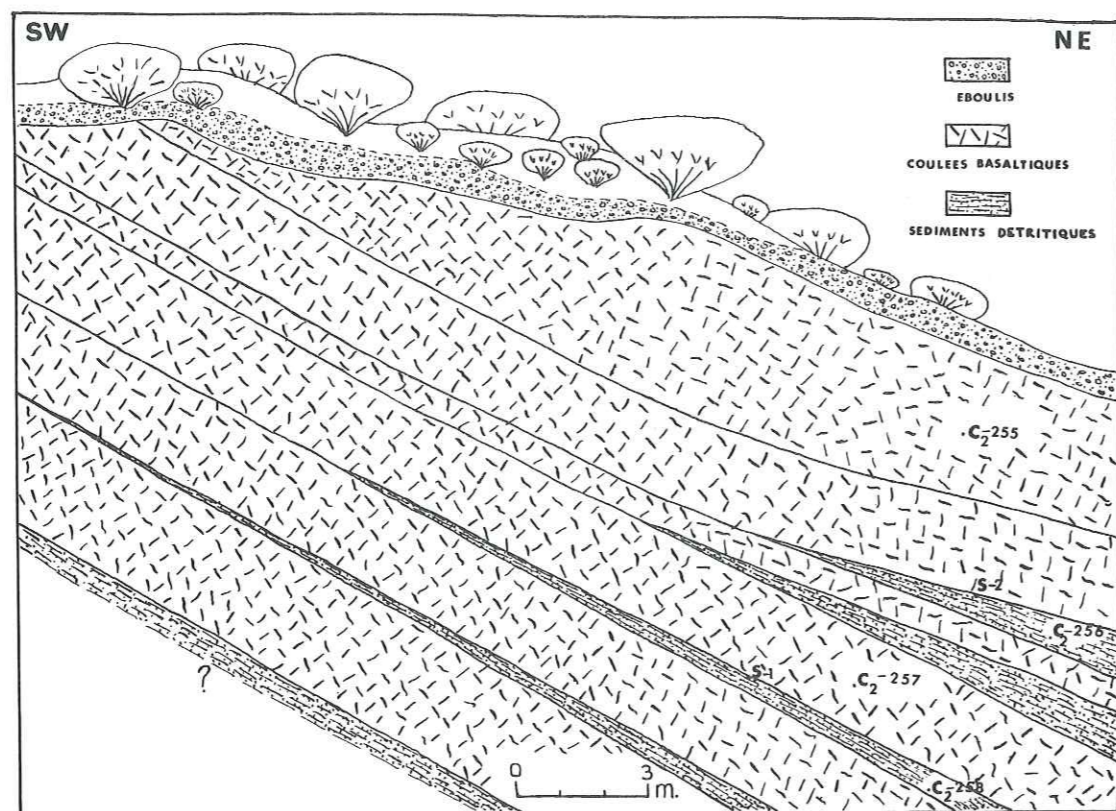 SW
NE
EBOULIS
COULEES BASALTIQUES
SEDIMENTS DETRITIQUES
.C2-255
S-2
C2-256
S-1
.C2-257
C2-258
?
0 3
m.